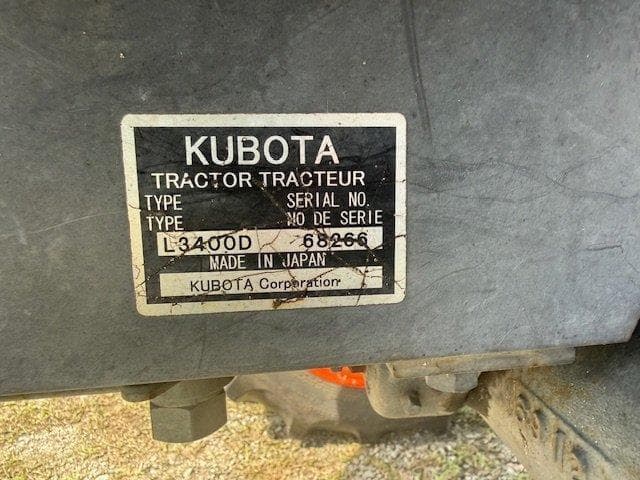 KUBOTA
TRACTOR TRACTEUR
TYPE SERIAL NO.
TYPE NO DE SERIE
L3400D 68266
MADE IN JAPAN
KUBOTA Corporation